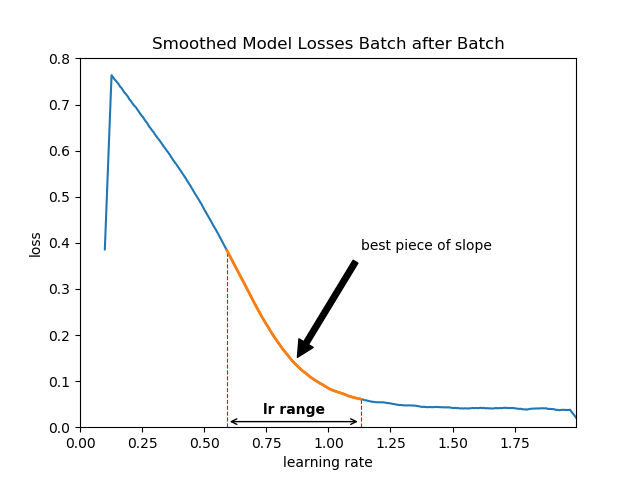 Smoothed Model Losses Batch after Batch
0.8
0.7
0.6
0.5
0.4
0.3
0.2
0.1
0.0
loss
best piece of slope
lr range
0.00 0.25 0.50 0.75 1.00 1.25 1.50 1.75
learning rate